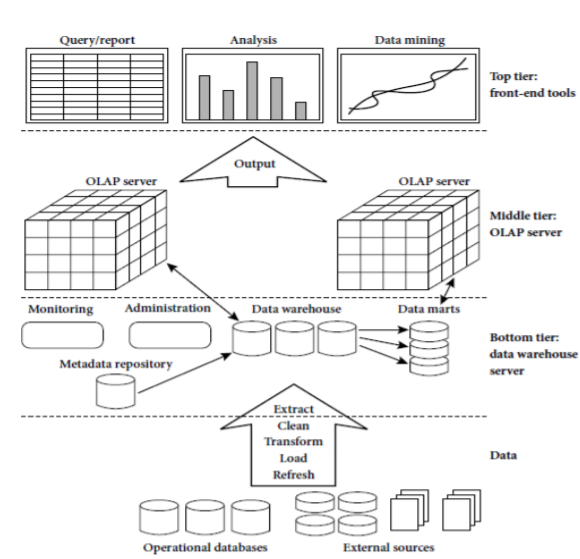 Query/report
Analysis
Data mining
Top tier:
front-end tools
Output
OLAP server
OLAP server
Middle tier:
OLAP server
Monitoring
Administration
Data warehouse
Data marts
Bottom tier:
data warehouse
server
Metadata repository
Extract
Clean
Transform
Load
Refresh
Data
Operational databases
External sources